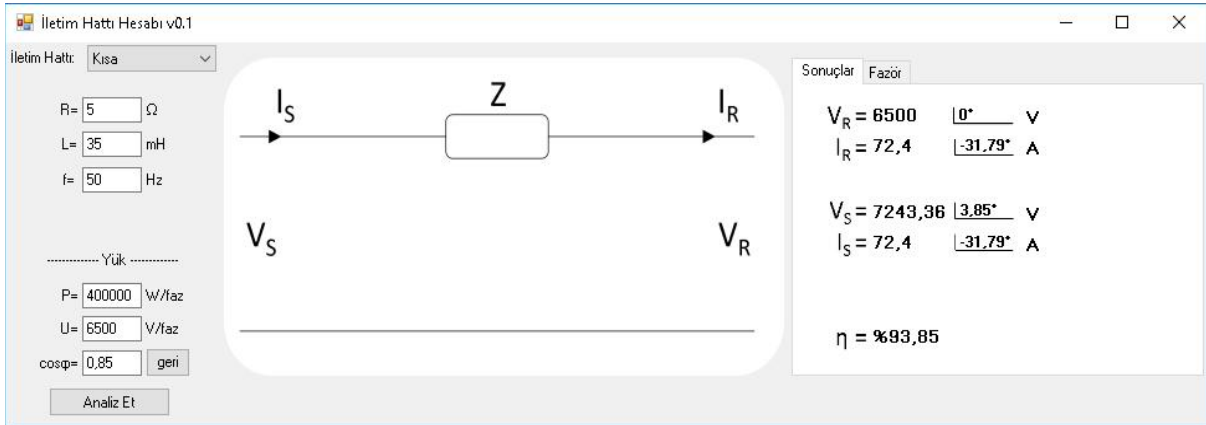 İletim Hattı Hesabı v0.1
İletim Hattı: Kısa
R= 5 Ω
L= 35 mH
f= 50 Hz
------------- Yük ------------
P= 400000 W/faz
U= 6500 V/faz
cosφ= 0,85 geri
Analiz Et
I_S Z I_R
V_S V_R
Sonuçlar Fazör
V_R = 6500 |0° V
I_R = 72,4 |-31,79° A
V_S = 7243,36 |3,85° V
I_S = 72,4 |-31,79° A
η = %93,85